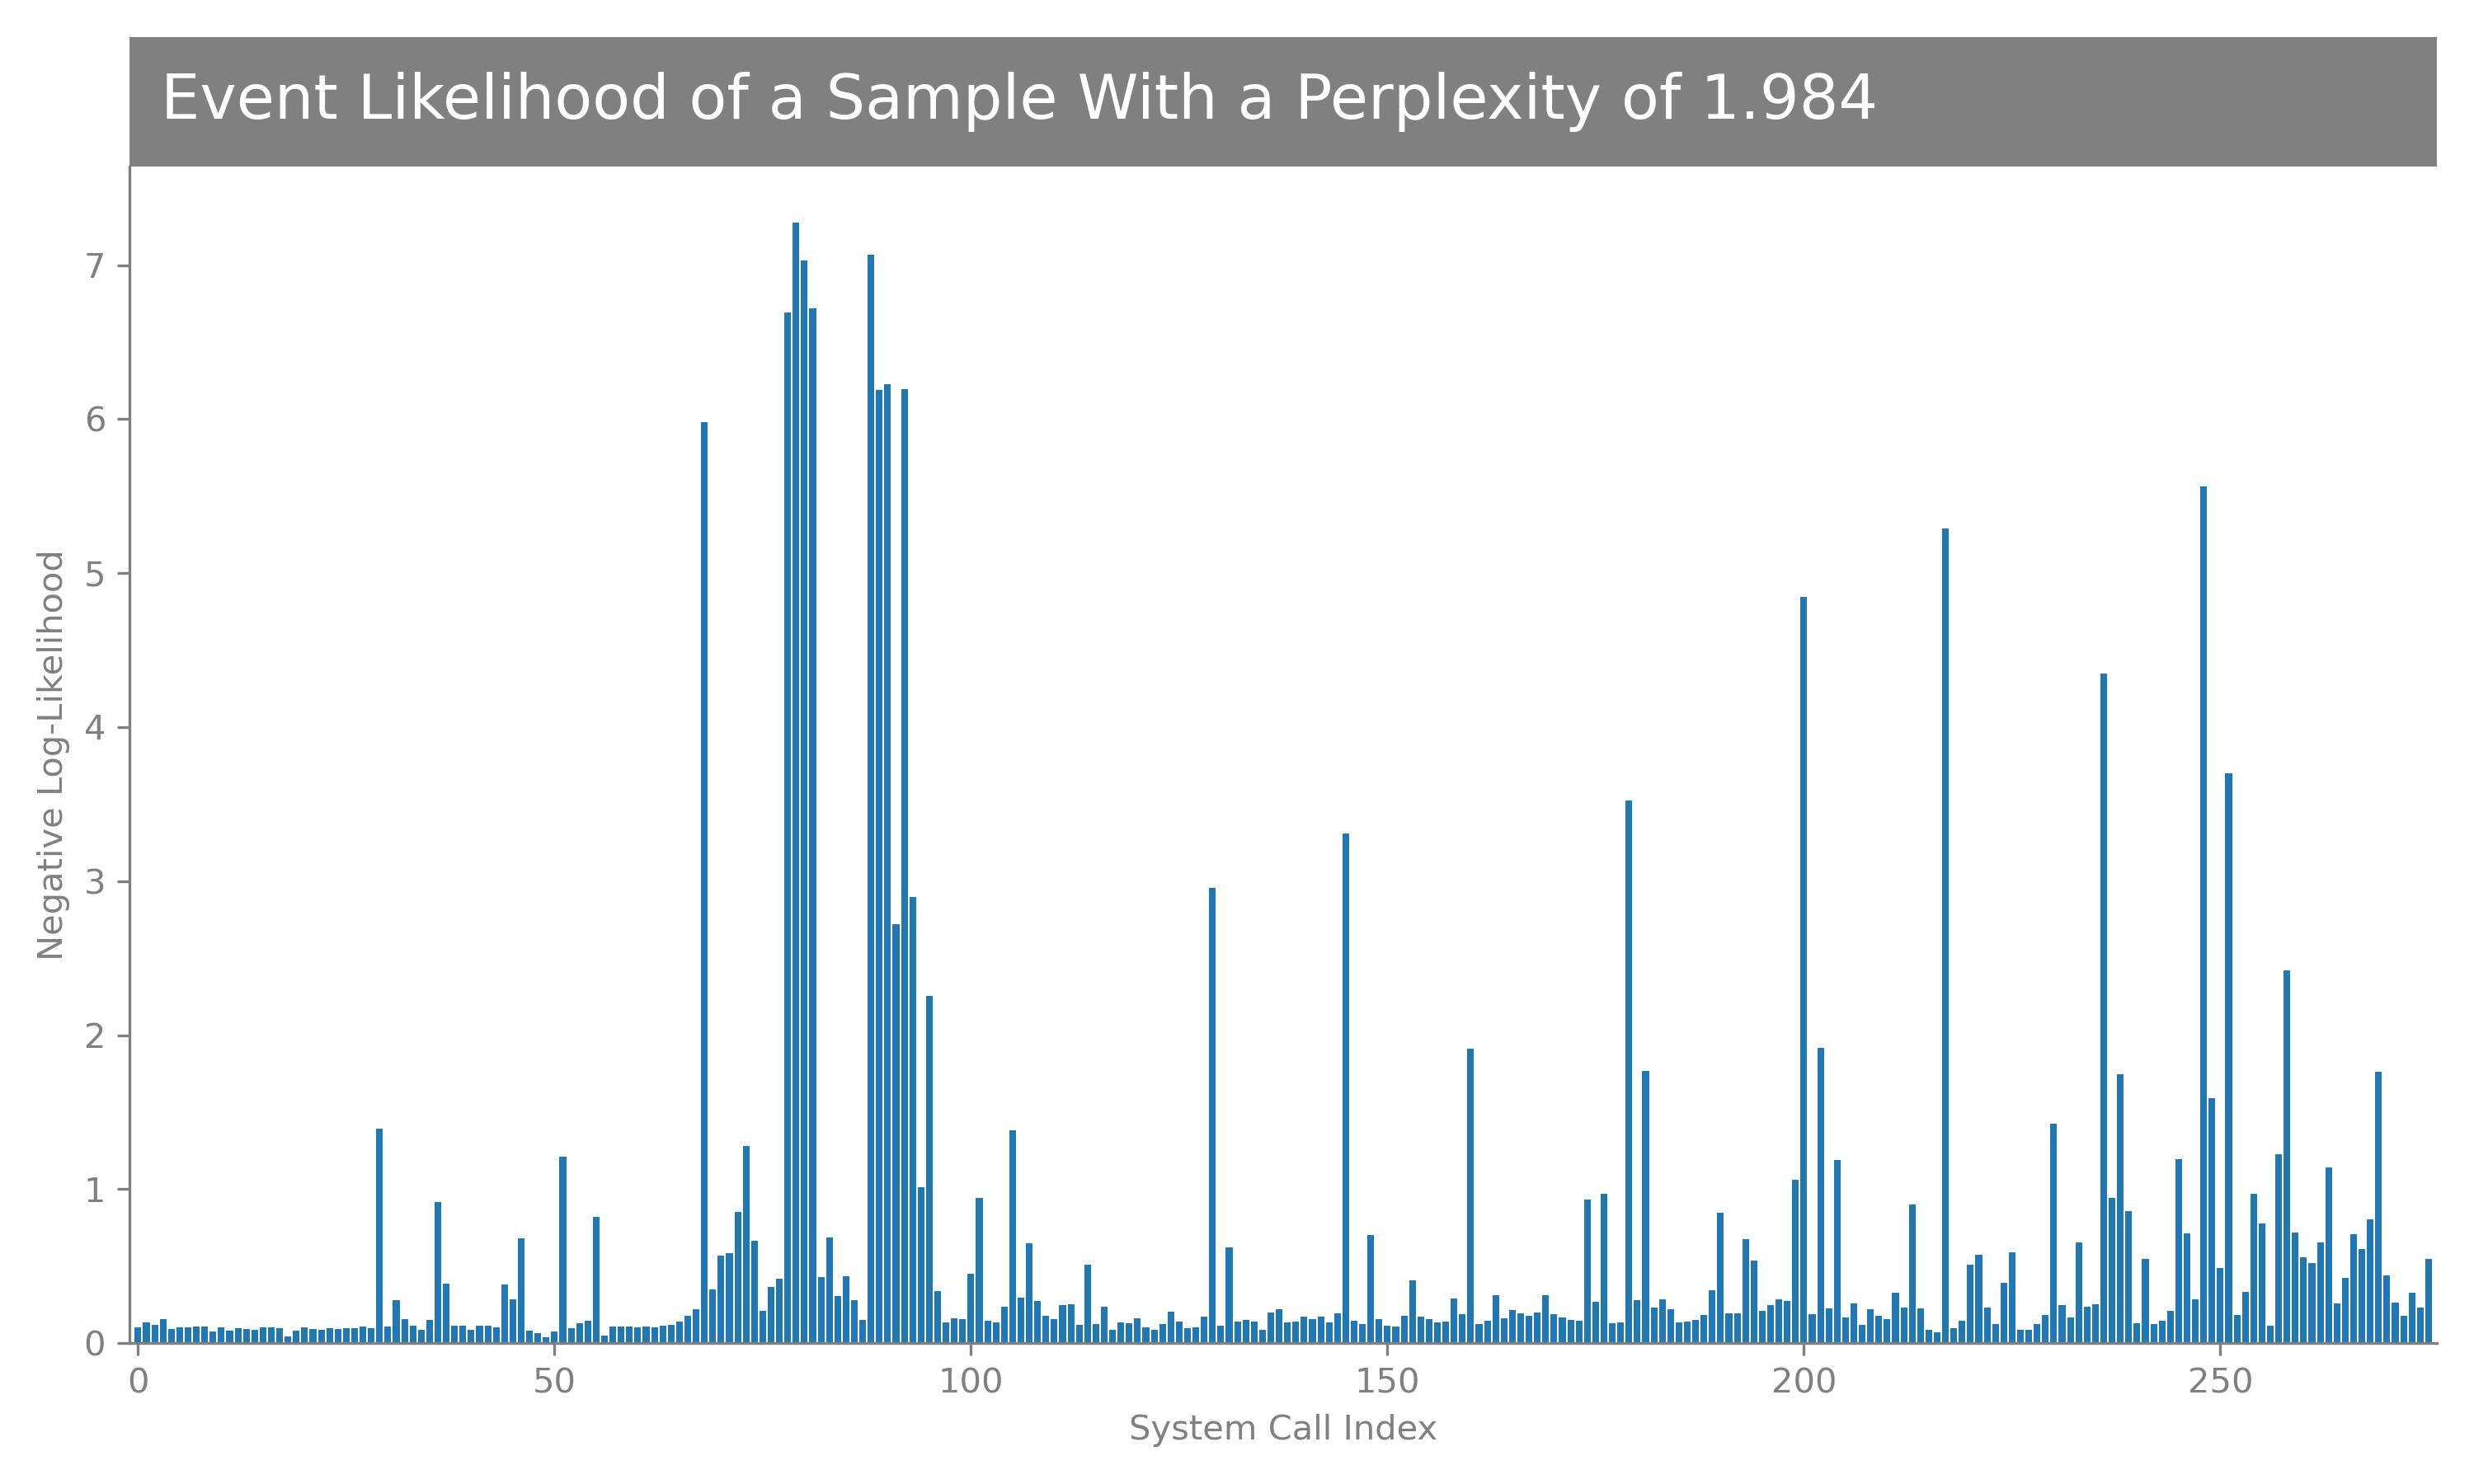 Event Likelihood of a Sample With a Perplexity of 1.984
7
6
5
4
3
2
1
0
Negative Log-Likelihood
0 50 100 150 200 250
System Call Index